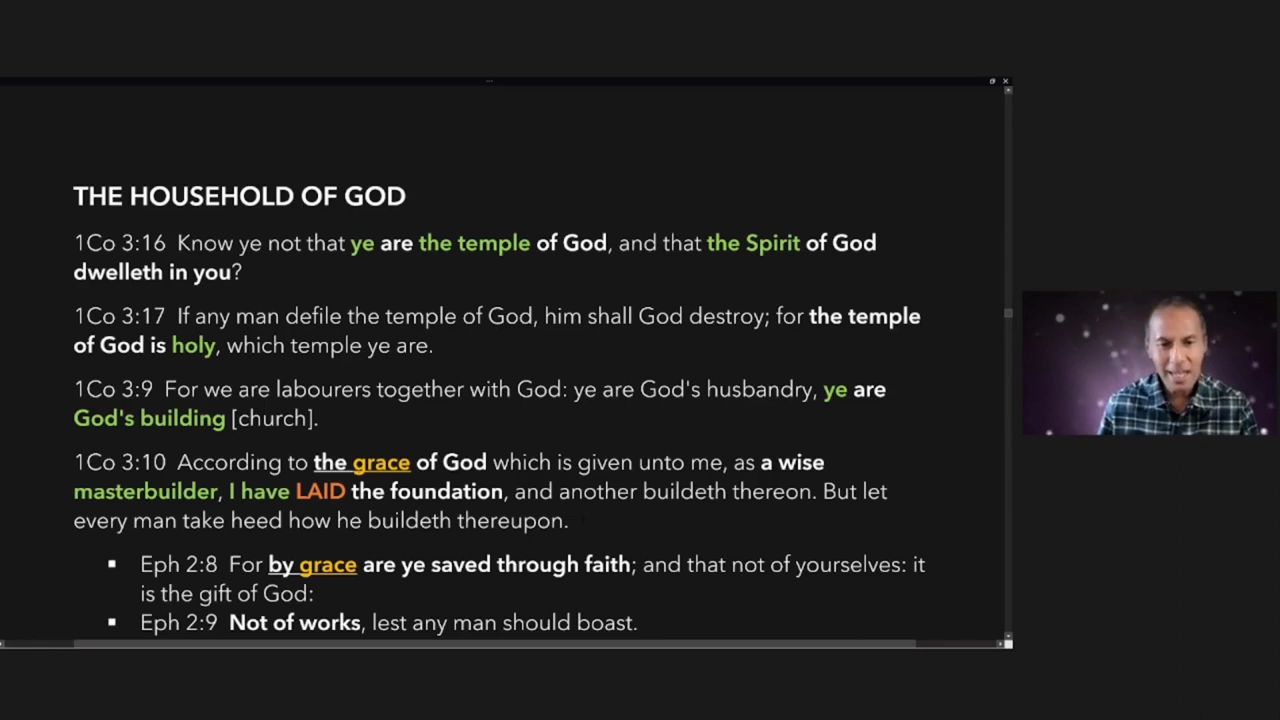 THE HOUSEHOLD OF GOD
1Co 3:16 Know ye not that ye are the temple of God, and that the Spirit of God
dwelleth in you?
1Co 3:17 If any man defile the temple of God, him shall God destroy; for the temple
of God is holy, which temple ye are.
1Co 3:9 For we are labourers together with God: ye are God's husbandry, ye are
God's building [church].
1Co 3:10 According to the grace of God which is given unto me, as a wise
masterbuilder, I have LAID the foundation, and another buildeth thereon. But let
every man take heed how he buildeth thereupon.
▪ Eph 2:8 For by grace are ye saved through faith; and that not of yourselves: it
is the gift of God:
▪ Eph 2:9 Not of works, lest any man should boast.